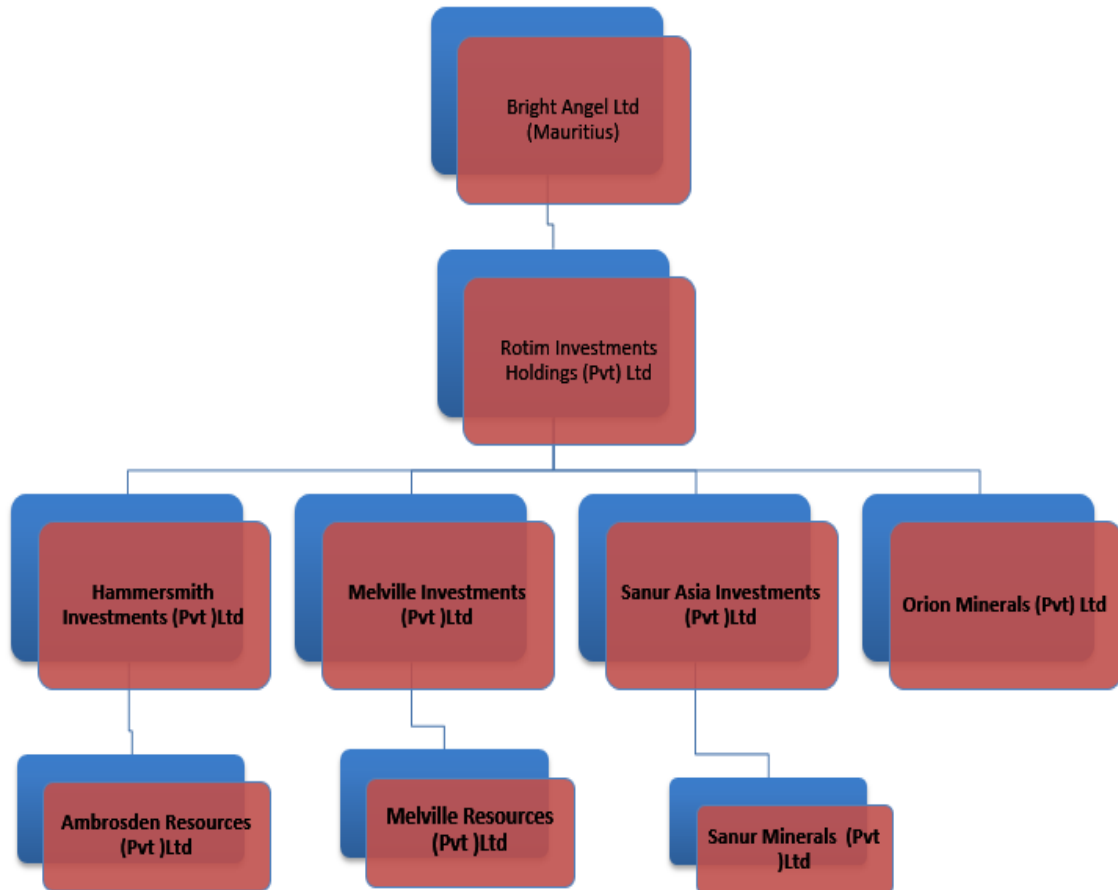 Bright Angel Ltd
(Mauritius)
Rotim Investments
Holdings (Pvt) Ltd
Hammersmith
Investments (Pvt )Ltd
Melville Investments
(Pvt )Ltd
Sanur Asia Investments
(Pvt )Ltd
Orion Minerals (Pvt) Ltd
Ambrosden Resources
(Pvt )Ltd
Melville Resources
(Pvt )Ltd
Sanur Minerals (Pvt
)Ltd